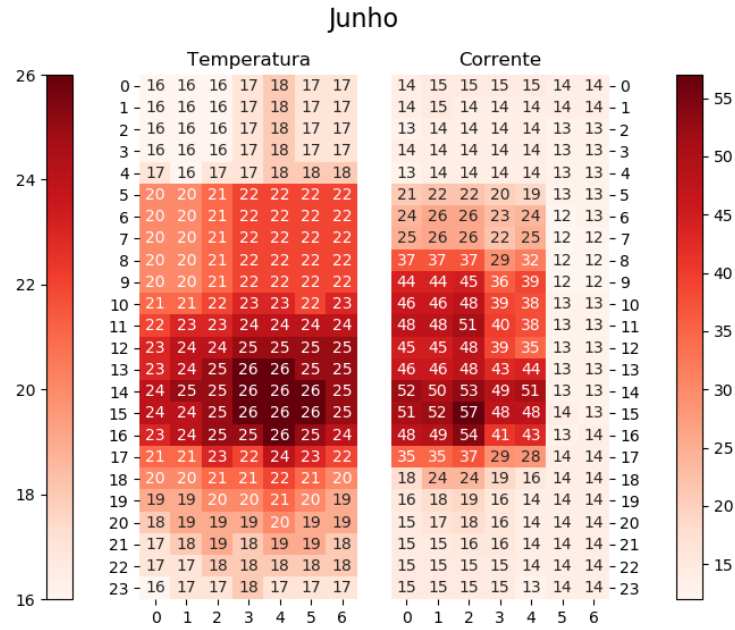 Junho
Temperatura Corrente
26 0 16 16 16 17 18 17 17 14 15 15 15 15 14 14 0 55
1 16 16 16 17 18 17 17 14 15 14 14 14 14 14 1
2 16 16 16 17 18 17 17 13 14 14 14 14 13 13 2
3 16 16 16 17 18 17 17 14 14 14 14 14 13 13 3
24 4 17 16 17 17 18 18 18 13 14 14 14 14 13 13 4 50
5 20 20 21 22 22 22 22 21 22 22 20 19 13 13 5
6 20 20 21 22 22 22 22 24 26 26 23 24 12 13 6 45
7 20 20 21 22 22 22 22 25 26 26 22 25 12 12 7
8 20 20 21 22 22 22 22 37 37 37 29 32 12 12 8 40
22 9 20 20 21 22 22 22 22 44 44 45 36 39 12 12 9
10 21 21 22 23 23 22 23 46 46 48 39 38 13 13 10
11 22 23 23 24 24 24 24 48 48 51 40 38 13 13 11 35
12 23 24 24 25 25 25 25 45 45 48 39 35 13 13 12
13 23 24 25 26 26 25 25 46 46 48 43 44 13 13 13 30
20 14 24 25 25 26 26 26 25 52 50 53 49 51 13 13 14
15 24 24 25 26 26 26 25 51 52 57 48 48 14 13 15
16 23 24 25 25 26 25 24 48 49 54 41 43 13 14 16 25
17 21 21 23 22 24 23 22 35 35 37 29 28 14 14 17
18 18 20 20 21 21 22 21 20 18 24 24 19 16 14 14 18
19 19 19 20 20 21 20 19 16 18 19 16 14 14 14 19 20
20 18 19 19 19 20 19 19 15 17 18 16 14 14 14 20
21 17 18 19 18 19 19 18 15 15 16 16 14 14 14 21 15
22 17 17 18 18 18 18 18 15 15 15 15 14 14 14 22
16 23 16 17 17 18 17 17 17 15 15 15 15 13 14 14 23
0 1 2 3 4 5 6 0 1 2 3 4 5 6